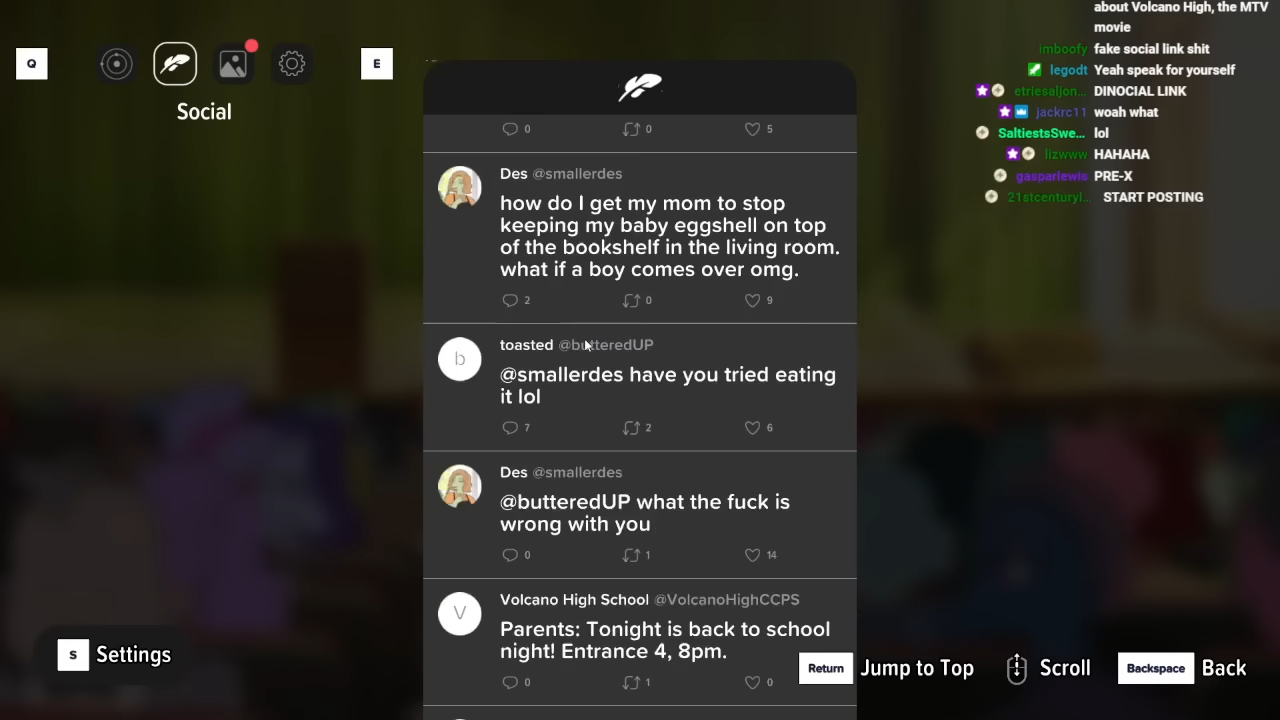 Q
E
Social
0 0 5
Des @smallerdes
how do I get my mom to stop
keeping my baby eggshell on top
of the bookshelf in the living room.
what if a boy comes over omg.
2 0 9
b
toasted @butteredUP
@smallerdes have you tried eating
it lol
7 2 6
Des @smallerdes
@butteredUP what the fuck is
wrong with you
0 1 14
V
Volcano High School @VolcanoHighCCPS
Parents: Tonight is back to school
night! Entrance 4, 8pm.
0 1 0
S Settings
Return Jump to Top Scroll Backspace Back
about Volcano High, the MTV
movie
imboofy fake social link shit
legodt Yeah speak for yourself
etriesaljon... DINOCIAL LINK
jackrc11 woah what
SaltiestsSwe... lol
lizwww HAHAHA
gasparlewis PRE-X
21stcenturyl... START POSTING